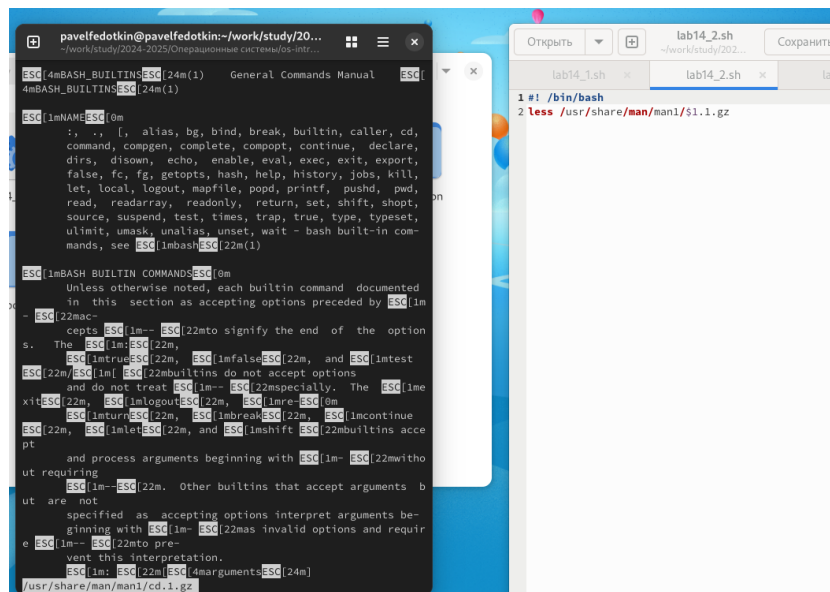 pavelfedotkin@pavelfedotkin:~/work/study/20...
~/work/study/2024-2025/Операционные системы/os-intr...
ESC[4mBASH_BUILTINSESC[24m(1)    General Commands Manual    ESC[
4mBASH_BUILTINSESC[24m(1)
ESC[1mNAMEESC[0m
:, ., [, alias, bg, bind, break, builtin, caller, cd,
command, compgen, complete, compopt, continue, declare,
dirs, disown, echo, enable, eval, exec, exit, export,
false, fc, fg, getopts, hash, help, history, jobs, kill,
let, local, logout, mapfile, popd, printf, pushd, pwd,
read, readarray, readonly, return, set, shift, shopt,
source, suspend, test, times, trap, true, type, typeset,
ulimit, umask, unalias, unset, wait - bash built-in com-
mands, see ESC[1mbashESC[22m(1)
ESC[1mBASH BUILTIN COMMANDSESC[0m
Unless otherwise noted, each builtin command documented
in this section as accepting options preceded by ESC[1m
- ESC[22mac-
cepts ESC[1m-- ESC[22mto signify the end of the option
s. The ESC[1m:ESC[22m,
ESC[1mtrueESC[22m, ESC[1mfalseESC[22m, and ESC[1mtest
ESC[22m/ESC[1m[ ESC[22mbuiltins do not accept options
and do not treat ESC[1m-- ESC[22mspecially. The ESC[1me
xitESC[22m, ESC[1mlogoutESC[22m, ESC[1mre-ESC[0m
ESC[1mturnESC[22m, ESC[1mbreakESC[22m, ESC[1mcontinue
ESC[22m, ESC[1mletESC[22m, and ESC[1mshift ESC[22mbuiltins acce
pt
and process arguments beginning with ESC[1m- ESC[22mwitho
ut requiring
ESC[1m--ESC[22m. Other builtins that accept arguments b
ut are not
specified as accepting options interpret arguments be-
ginning with ESC[1m- ESC[22mas invalid options and requir
e ESC[1m-- ESC[22mto pre-
vent this interpretation.
ESC[1m: ESC[22m[ESC[4margumentsESC[24m]
/usr/share/man/man1/cd.1.gz
on
Открыть
lab14_2.sh
~/work/study/202...
Сохранить
lab14_1.sh
lab14_2.sh
la
1 #! /bin/bash
2 less /usr/share/man/man1/$1.1.gz